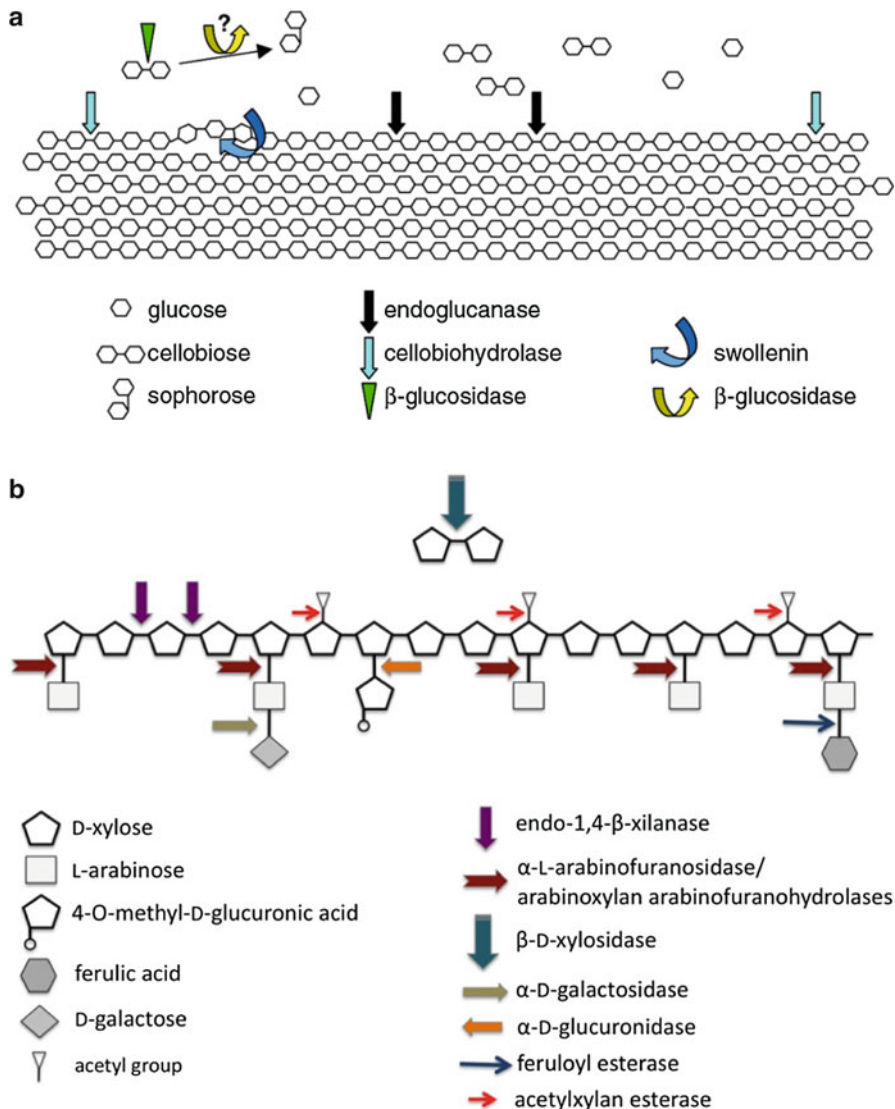 a
?
glucose
cellobiose
sophorose
endoglucanase
cellobiohydrolase
β-glucosidase
swollenin
β-glucosidase
b
D-xylose
L-arabinose
4-O-methyl-D-glucuronic acid
ferulic acid
D-galactose
acetyl group
endo-1,4-β-xilanase
α-L-arabinofuranosidase/
arabinoxylan arabinofuranohydrolases
β-D-xylosidase
α-D-galactosidase
α-D-glucuronidase
feruloyl esterase
acetylxylan esterase